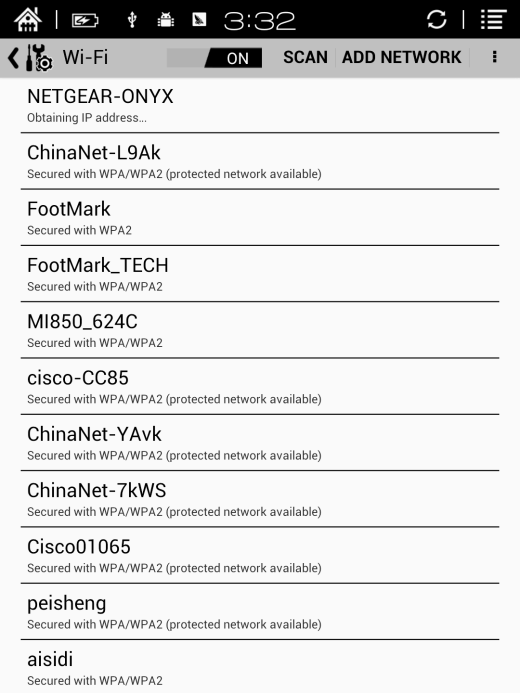 3:32
Wi-Fi
ON
SCAN
ADD NETWORK
NETGEAR-ONYX
Obtaining IP address...
ChinaNet-L9Ak
Secured with WPA/WPA2 (protected network available)
FootMark
Secured with WPA2
FootMark_TECH
Secured with WPA/WPA2
MI850_624C
Secured with WPA/WPA2
cisco-CC85
Secured with WPA/WPA2 (protected network available)
ChinaNet-YAvk
Secured with WPA/WPA2 (protected network available)
ChinaNet-7kWS
Secured with WPA/WPA2 (protected network available)
Cisco01065
Secured with WPA/WPA2 (protected network available)
peisheng
Secured with WPA/WPA2 (protected network available)
aisidi
Secured with WPA/WPA2